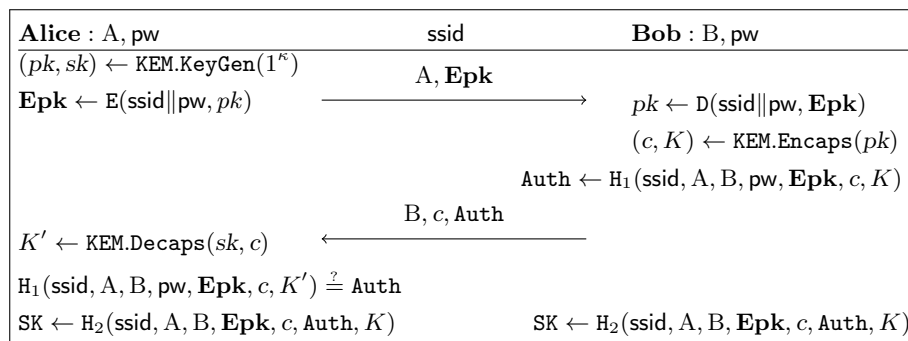 Alice : A, pw ssid Bob : B, pw
(pk, sk) ← KEM.KeyGen(1^κ)
A, Epk
Epk ← E(ssid‖pw, pk) pk ← D(ssid‖pw, Epk)
(c, K) ← KEM.Encaps(pk)
Auth ← H₁(ssid, A, B, pw, Epk, c, K)
B, c, Auth
K′ ← KEM.Decaps(sk, c)
H₁(ssid, A, B, pw, Epk, c, K′) ≟ Auth
SK ← H₂(ssid, A, B, Epk, c, Auth, K) SK ← H₂(ssid, A, B, Epk, c, Auth, K)